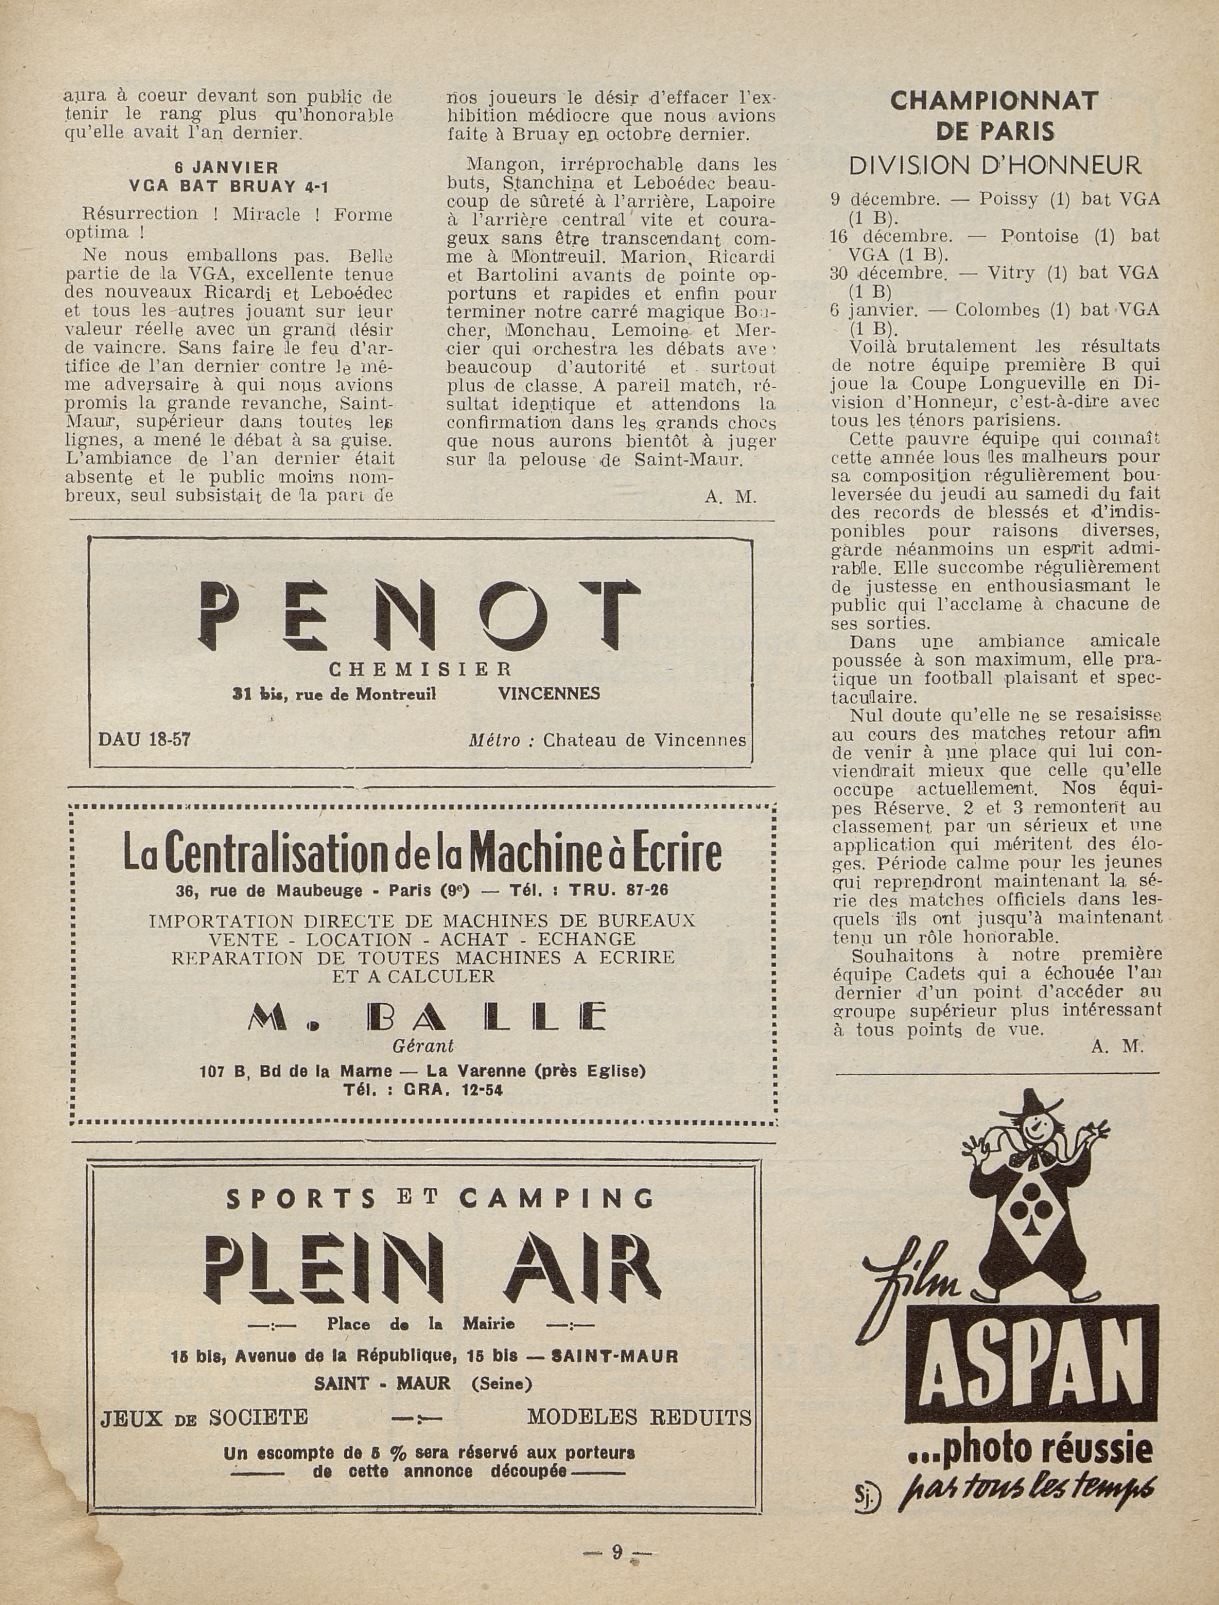 aura à coeur devant son public de
tenir le rang plus qu'honorable
qu'elle avait l'an dernier.
6 JANVIER
VGA BAT BRUAY 4-1
Résurrection ! Miracle ! Forme
optima !
Ne nous emballons pas. Belle
partie de la VGA, excellente tenue
des nouveaux Ricardi et Leboédec
et tous les autres jouant sur leur
valeur réelle avec un grand désir
de vaincre. Sans faire le feu d'ar-
tifice de l'an dernier contre le mê-
me adversaire à qui nous avions
promis la grande revanche, Saint-
Maur, supérieur dans toutes les
lignes, a mené le débat à sa guise.
L'ambiance de l'an dernier était
absente et le public moins nom-
breux, seul subsistait de la part de
nos joueurs le désir d'effacer l'ex-
hibition médiocre que nous avions
faite à Bruay en octobre dernier.
Mangon, irréprochable dans les
buts, Stanchina et Leboédec beau-
coup de sûreté à l'arrière, Lapoire
à l'arrière central vite et coura-
geux sans être transcendant com-
me à Montreuil. Marion, Ricardi
et Bartolini avants de pointe op-
portuns et rapides et enfin pour
terminer notre carré magique Bou-
cher, Monchau, Lemoine et Mer-
cier qui orchestra les débats avec
beaucoup d'autorité et surtout
plus de classe. A pareil match, ré-
sultat identique et attendons la
confirmation dans les grands chocs
que nous aurons bientôt à juger
sur la pelouse de Saint-Maur.
A. M.
PENOT
CHEMISIER
31 bis, rue de Montreuil VINCENNES
DAU 18-57 Métro : Chateau de Vincennes
La Centralisation de la Machine à Ecrire
36, rue de Maubeuge - Paris (9e) — Tél. : TRU. 87-26
IMPORTATION DIRECTE DE MACHINES DE BUREAUX
VENTE - LOCATION - ACHAT - ECHANGE
REPARATION DE TOUTES MACHINES A ECRIRE
ET A CALCULER
M. BALLE
Gérant
107 B, Bd de la Marne — La Varenne (près Eglise)
Tél. : GRA. 12-54
SPORTS ET CAMPING
PLEIN AIR
—:— Place de la Mairie —:—
15 bis, Avenue de la République, 15 bis — SAINT-MAUR
SAINT - MAUR (Seine)
JEUX DE SOCIETE —:— MODELES REDUITS
Un escompte de 5 % sera réservé aux porteurs
de cette annonce découpée
CHAMPIONNAT
DE PARIS
DIVISION D'HONNEUR
9 décembre. — Poissy (1) bat VGA
(1 B).
16 décembre. — Pontoise (1) bat
VGA (1 B).
30 décembre. — Vitry (1) bat VGA
(1 B)
6 janvier. — Colombes (1) bat VGA
(1 B).
Voilà brutalement les résultats
de notre équipe première B qui
joue la Coupe Longueville en Di-
vision d'Honneur, c'est-à-dire avec
tous les ténors parisiens.
Cette pauvre équipe qui connaît
cette année lous les malheurs pour
sa composition régulièrement bou-
leversée du jeudi au samedi du fait
des records de blessés et d'indis-
ponibles pour raisons diverses,
garde néanmoins un esprit admi-
rable. Elle succombe régulièrement
de justesse en enthousiasmant le
public qui l'acclame à chacune de
ses sorties.
Dans une ambiance amicale
poussée à son maximum, elle pra-
tique un football plaisant et spec-
taculaire.
Nul doute qu'elle ne se resaisisse
au cours des matches retour afin
de venir à une place qui lui con-
viendrait mieux que celle qu'elle
occupe actuellement. Nos équi-
pes Réserve, 2 et 3 remontent au
classement par un sérieux et une
application qui méritent des élo-
ges. Période calme pour les jeunes
qui reprendront maintenant la sé-
rie des matches officiels dans les-
quels ils ont jusqu'à maintenant
tenu un rôle honorable.
Souhaitons à notre première
équipe Cadets qui a échouée l'an
dernier d'un point d'accéder au
groupe supérieur plus intéressant
à tous points de vue.
A. M.
film
ASPAN
...photo réussie
par tous les temps
Sj.
— 9 —